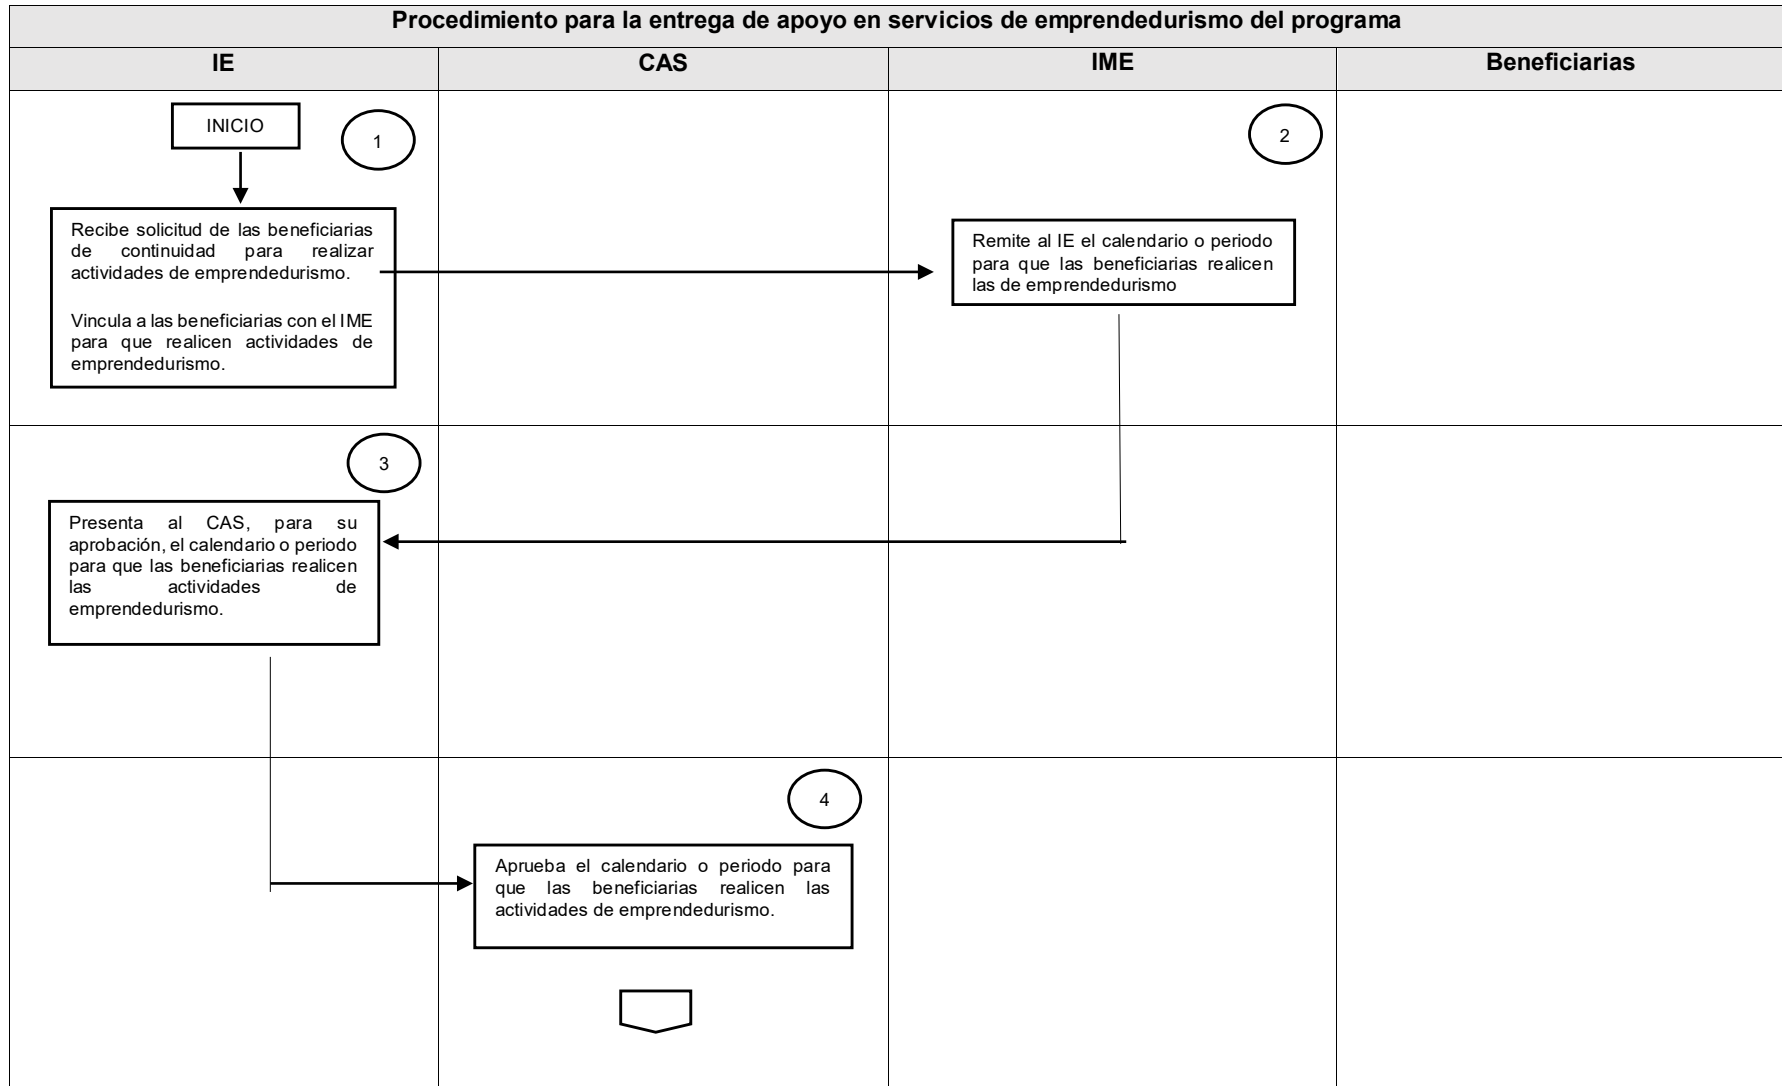 Procedimiento para la entrega de apoyo en servicios de emprendedurismo del programa
IE
CAS
IME
Beneficiarias
INICIO
1
2
Recibe solicitud de las beneficiarias
de continuidad para realizar
actividades de emprendedurismo.
Vincula a las beneficiarias con el IME
para que realicen actividades de
emprendedurismo.
Remite al IE el calendario o periodo
para que las beneficiarias realicen
las de emprendedurismo
3
Presenta al CAS, para su
aprobación, el calendario o periodo
para que las beneficiarias realicen
las actividades de
emprendedurismo.
4
Aprueba el calendario o periodo para
que las beneficiarias realicen las
actividades de emprendedurismo.